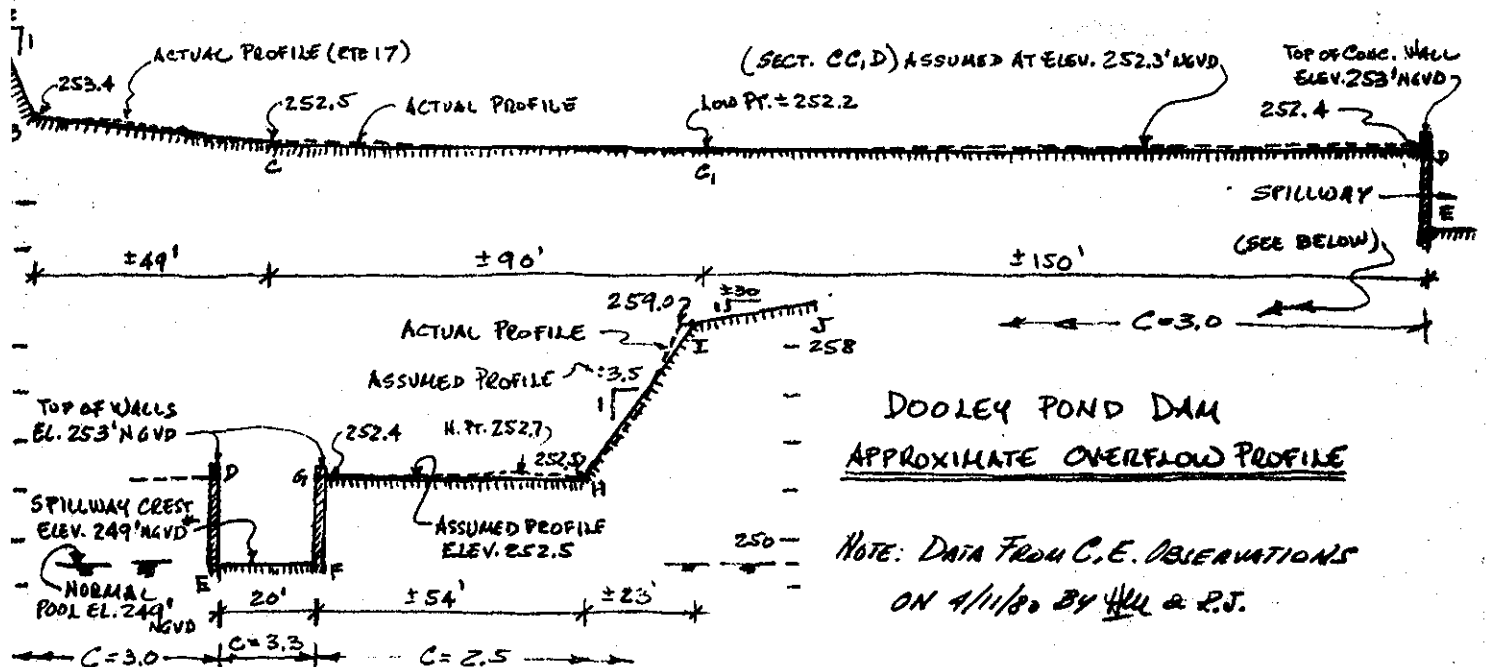 71
ACTUAL PROFILE (RTE 17)
253.4
252.5
ACTUAL PROFILE
(SECT. CC,D) ASSUMED AT ELEV. 252.3' NGVD
LOW PT. ± 252.2
TOP OF CONC. WALL
ELEV. 253' NGVD
252.4
B
C
C1
D
SPILLWAY
E
(SEE BELOW)
±49'
±90'
±150'
C=3.0
259.0
±30
1
J
ACTUAL PROFILE
I
258
ASSUMED PROFILE
±3.5
1
TOP OF WALLS
EL. 253' NGVD
252.4
H. PT. 252.7
252.5
D
G
H
SPILLWAY CREST
ELEV. 249' NGVD
ASSUMED PROFILE
ELEV. 252.5
250
NORMAL
POOL EL. 249'
NGVD
E
F
20'
±54'
±23'
C=3.0
C=3.3
C=2.5
DOOLEY POND DAM
APPROXIMATE OVERFLOW PROFILE
NOTE: DATA FROM C.E. OBSERVATIONS
ON 4/11/80 BY & R.J.